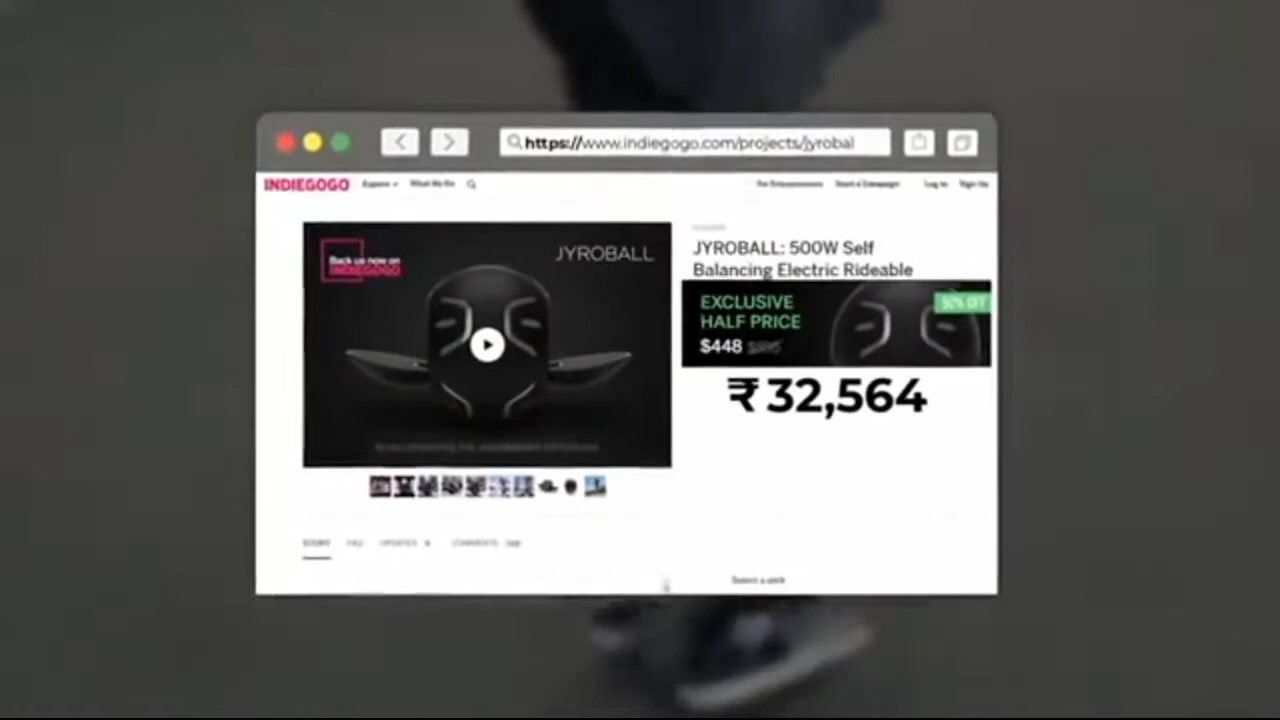 https://www.indiegogo.com/projects/jyrobal
INDIEGOGO
Explore
What We Do
For Entrepreneurs
Start a Campaign
Log In
Sign Up
Back us now on
INDIEGOGO
JYROBALL
JYROBALL: 500W Self
Balancing Electric Rideable
EXCLUSIVE
HALF PRICE
50% OFF
$448 $895
₹ 32,564
STORY
FAQ
UPDATES
COMMENTS
Select a perk